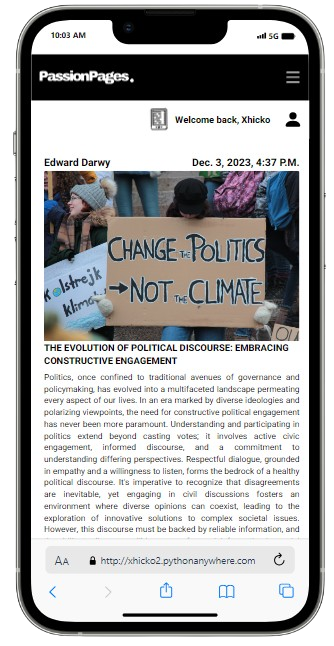 10:03 AM 5G
PassionPages.
Welcome back, Xhicko
Edward Darwy Dec. 3, 2023, 4:37 P.M.
CHANGE THE POLITICS
→NOT THE CLIMATE
kolstrejk
klima
THE EVOLUTION OF POLITICAL DISCOURSE: EMBRACING
CONSTRUCTIVE ENGAGEMENT
Politics, once confined to traditional avenues of governance and
policymaking, has evolved into a multifaceted landscape permeating
every aspect of our lives. In an era marked by diverse ideologies and
polarizing viewpoints, the need for constructive political engagement
has never been more paramount. Understanding and participating in
politics extend beyond casting votes; it involves active civic
engagement, informed discourse, and a commitment to
understanding differing perspectives. Respectful dialogue, grounded
in empathy and a willingness to listen, forms the bedrock of a healthy
political discourse. It's imperative to recognize that disagreements
are inevitable, yet engaging in civil discussions fosters an
environment where diverse opinions can coexist, leading to the
exploration of innovative solutions to complex societal issues.
However, this discourse must be backed by reliable information, and
AA http://xhicko2.pythonanywhere.com